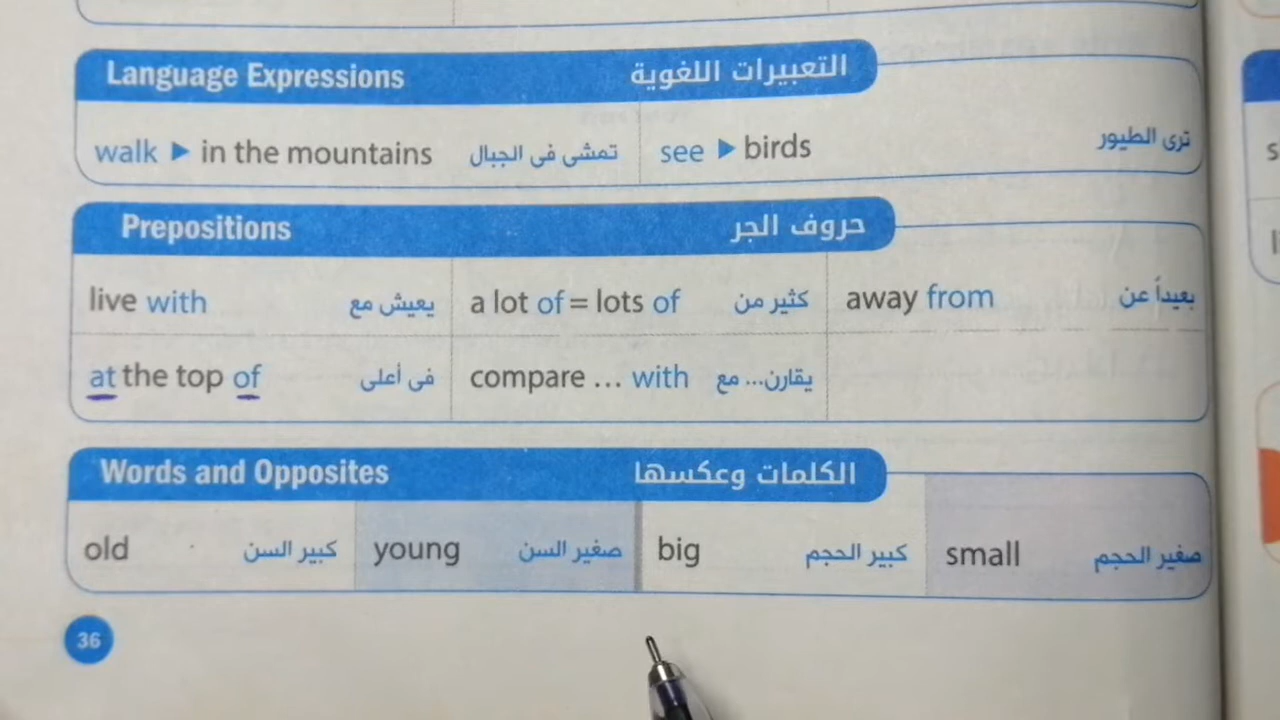 Language Expressions التعبيرات اللغوية
walk ▶ in the mountains تمشى فى الجبال see ▶ birds ترى الطيور
Prepositions حروف الجر
live with يعيش مع a lot of = lots of كثير من away from بعيداً عن
at the top of فى أعلى compare ... with يقارن... مع
Words and Opposites الكلمات وعكسها
old كبير السن young صغير السن big كبير الحجم small صغير الحجم
36